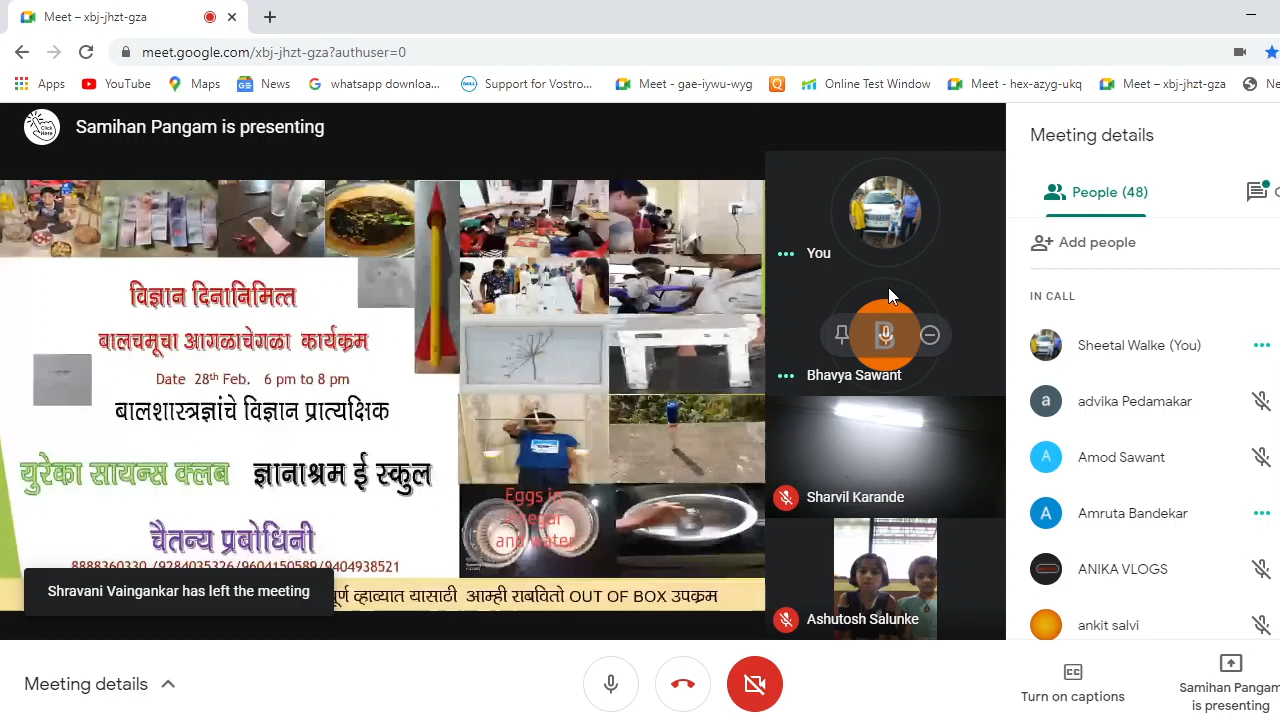 Meet – xbj-jhzt-gza
meet.google.com/xbj-jhzt-gza?authuser=0
Apps
YouTube
Maps
News
whatsapp downloa...
Support for Vostro...
Meet - gae-iywu-wyg
Online Test Window
Meet - hex-azyg-ukq
Meet – xbj-jhzt-gza
Samihan Pangam is presenting
विज्ञान दिनानिमित्त
बालचमूचा आगळाचेगळा कार्यक्रम
Date 28th Feb, 6 pm to 8 pm
बालशास्त्रज्ञांचे विज्ञान प्रात्यक्षिक
युरेका सायन्स क्लब ज्ञानाश्रम ई स्कूल
चैतन्य प्रबोधिनी
8888360330 /9284035326/9604150589/9404938521
व्हाव्यात यासाठी आम्ही राबवितो OUT OF BOX उपक्रम
Eggs in
vinegar
and water
Shravani Vaingankar has left the meeting
You
Bhavya Sawant
Sharvil Karande
Ashutosh Salunke
Meeting details
People (48)
Add people
IN CALL
Sheetal Walke (You)
advika Pedamakar
Amod Sawant
Amruta Bandekar
ANIKA VLOGS
ankit salvi
Meeting details
Turn on captions
Samihan Pangam
is presenting